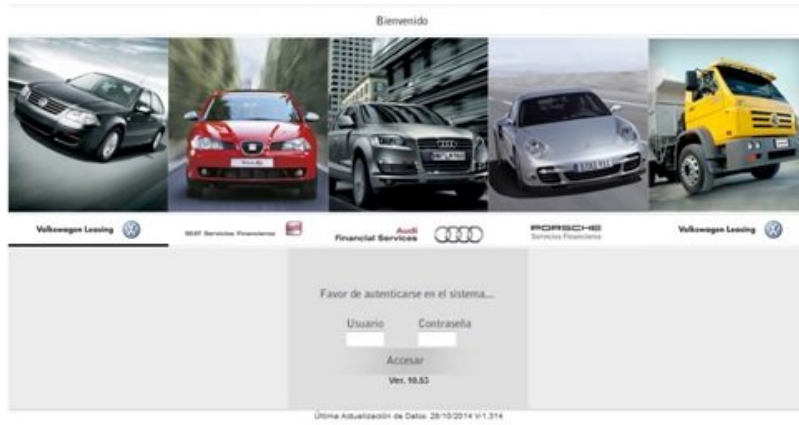 Bienvenido
Volkswagen Leasing
SEAT Servicios Financieros
Audi
Financial Services
PORSCHE
Servicios Financieros
Volkswagen Leasing
Favor de autenticarse en el sistema...
Usuario Contraseña
Accesar
Ver. 10.53
Última Actualización de Datos: 28/10/2014 V-1.314